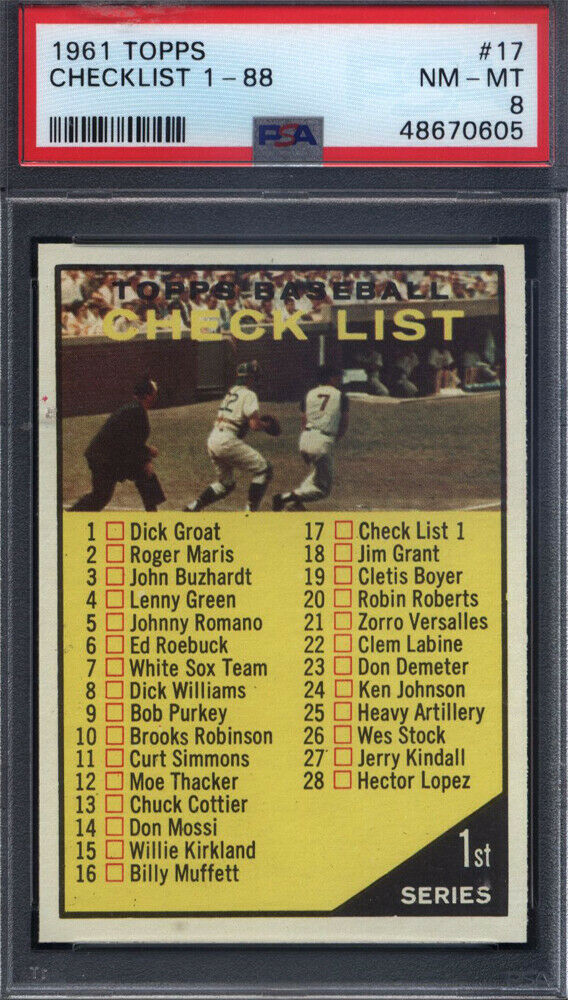 1961 TOPPS #17
CHECKLIST 1-88 NM-MT
8
PSA 48670605
TOPPS-BASEBALL
CHECK LIST
22
7
1 Dick Groat
2 Roger Maris
3 John Buzhardt
4 Lenny Green
5 Johnny Romano
6 Ed Roebuck
7 White Sox Team
8 Dick Williams
9 Bob Purkey
10 Brooks Robinson
11 Curt Simmons
12 Moe Thacker
13 Chuck Cottier
14 Don Mossi
15 Willie Kirkland
16 Billy Muffett
17 Check List 1
18 Jim Grant
19 Cletis Boyer
20 Robin Roberts
21 Zorro Versalles
22 Clem Labine
23 Don Demeter
24 Ken Johnson
25 Heavy Artillery
26 Wes Stock
27 Jerry Kindall
28 Hector Lopez
1st
SERIES
PSA